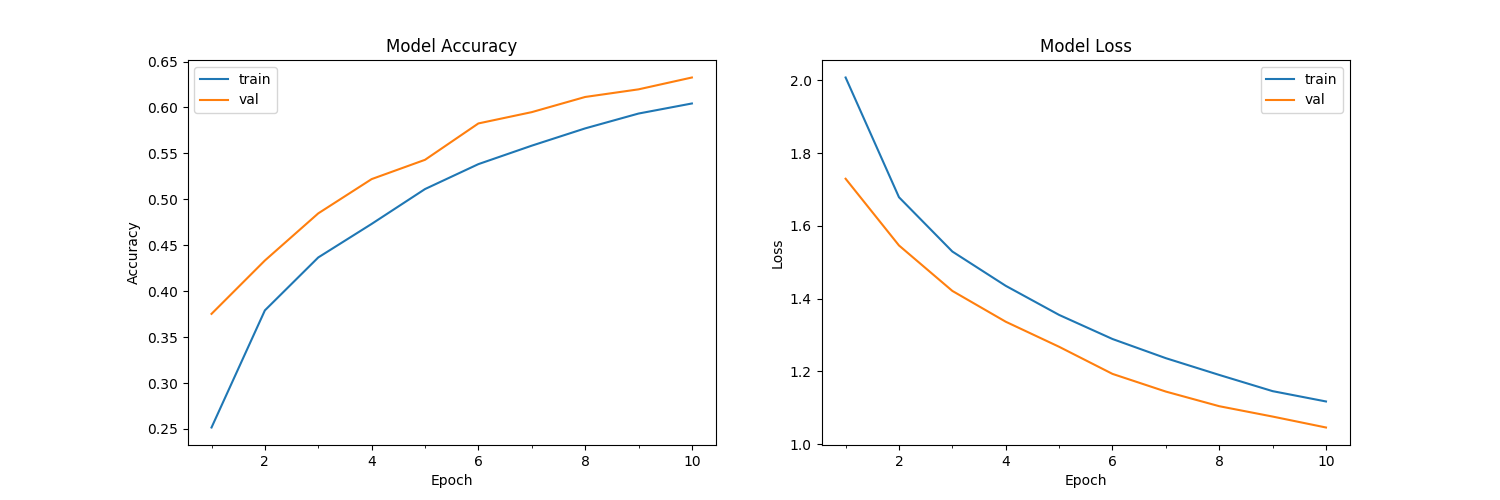 Model Accuracy
train
val
0.65
0.60
0.55
0.50
0.45
0.40
0.35
0.30
0.25
Accuracy
2 4 6 8 10
Epoch
Model Loss
train
val
2.0
1.8
1.6
1.4
1.2
1.0
Loss
2 4 6 8 10
Epoch